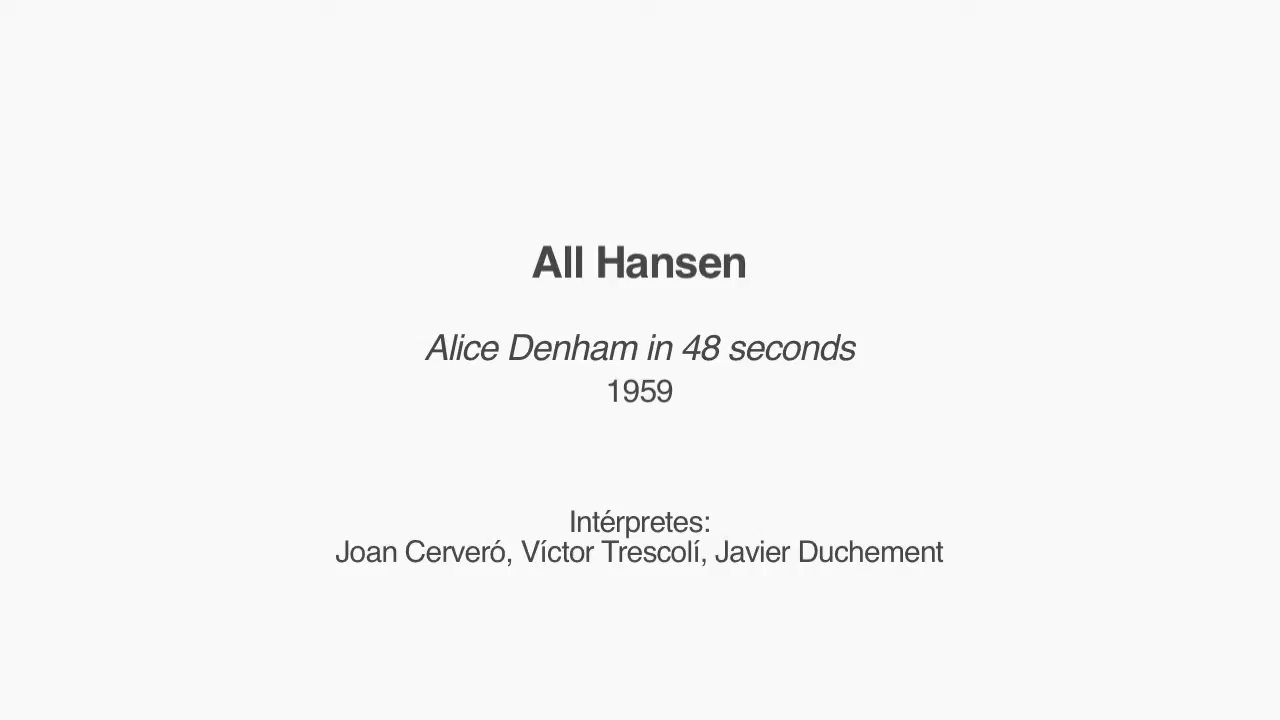 All Hansen
Alice Denham in 48 seconds
1959
Intérpretes:
Joan Cerveró, Víctor Trescolí, Javier Duchement